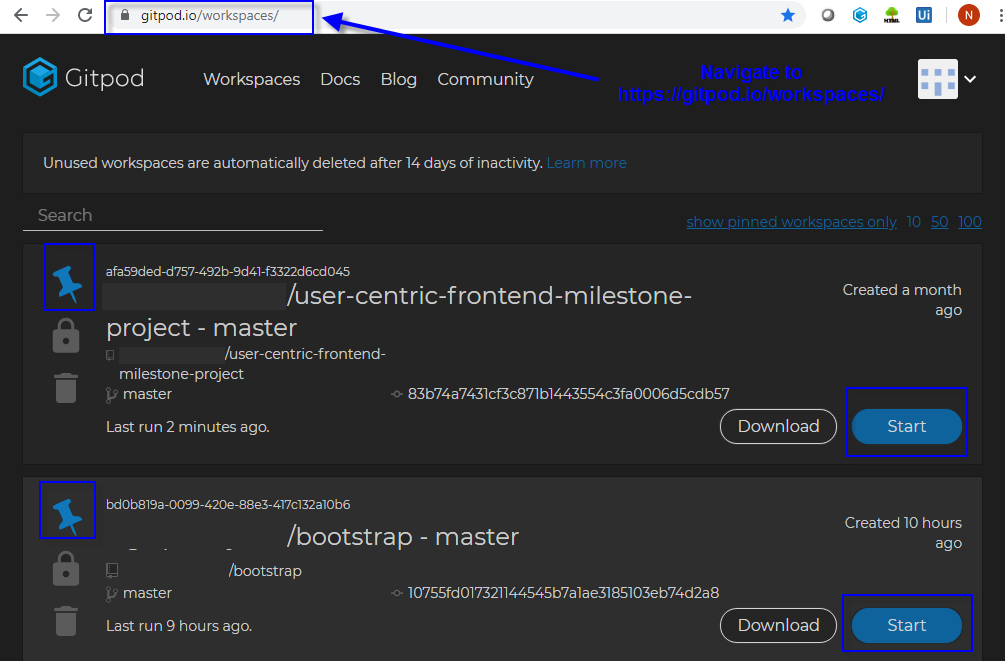 gitpod.io/workspaces/
HTML
Ui
N
Gitpod
Workspaces Docs Blog Community
Navigate to
https://gitpod.io/workspaces/
Unused workspaces are automatically deleted after 14 days of inactivity. Learn more
Search
show pinned workspaces only 10 50 100
afa59ded-d757-492b-9d41-f3322d6cd045
/user-centric-frontend-milestone-
project - master
Created a month
ago
/user-centric-frontend-
milestone-project
master 83b74a7431cf3c871b1443554c3fa0006d5cdb57
Last run 2 minutes ago. Download Start
bd0b819a-0099-420e-88e3-417c132a10b6
/bootstrap - master
Created 10 hours
ago
/bootstrap
master 10755fd017321144545b7a1ae3185103eb74d2a8
Last run 9 hours ago. Download Start